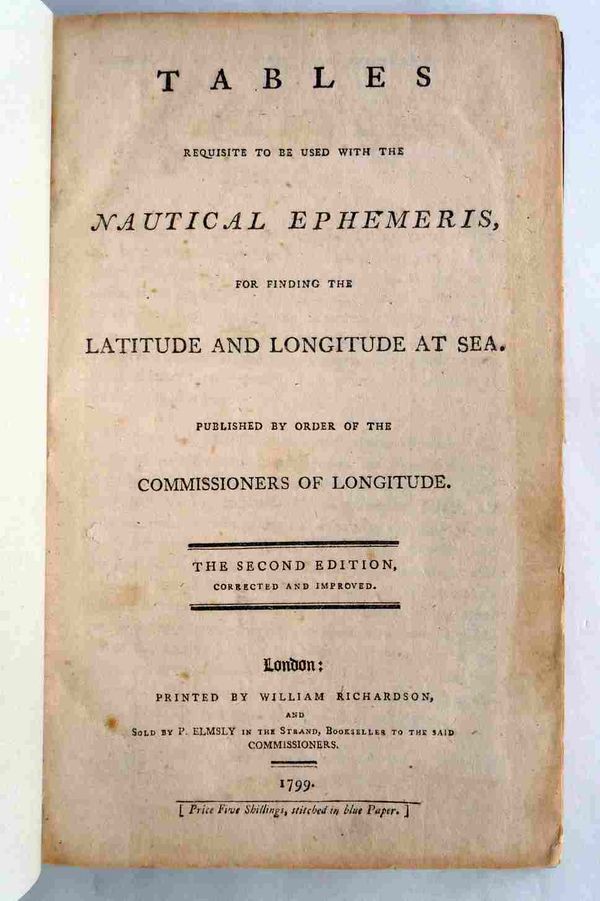 TABLES
REQUISITE TO BE USED WITH THE
NAUTICAL EPHEMERIS,
FOR FINDING THE
LATITUDE AND LONGITUDE AT SEA.
PUBLISHED BY ORDER OF THE
COMMISSIONERS OF LONGITUDE.
THE SECOND EDITION,
CORRECTED AND IMPROVED.
London:
PRINTED BY WILLIAM RICHARDSON,
AND
SOLD BY P. ELMSLY IN THE STRAND, BOOKSELLER TO THE SAID
COMMISSIONERS.
1799.
[ Price Five Shillings, stitched in blue Paper. ]